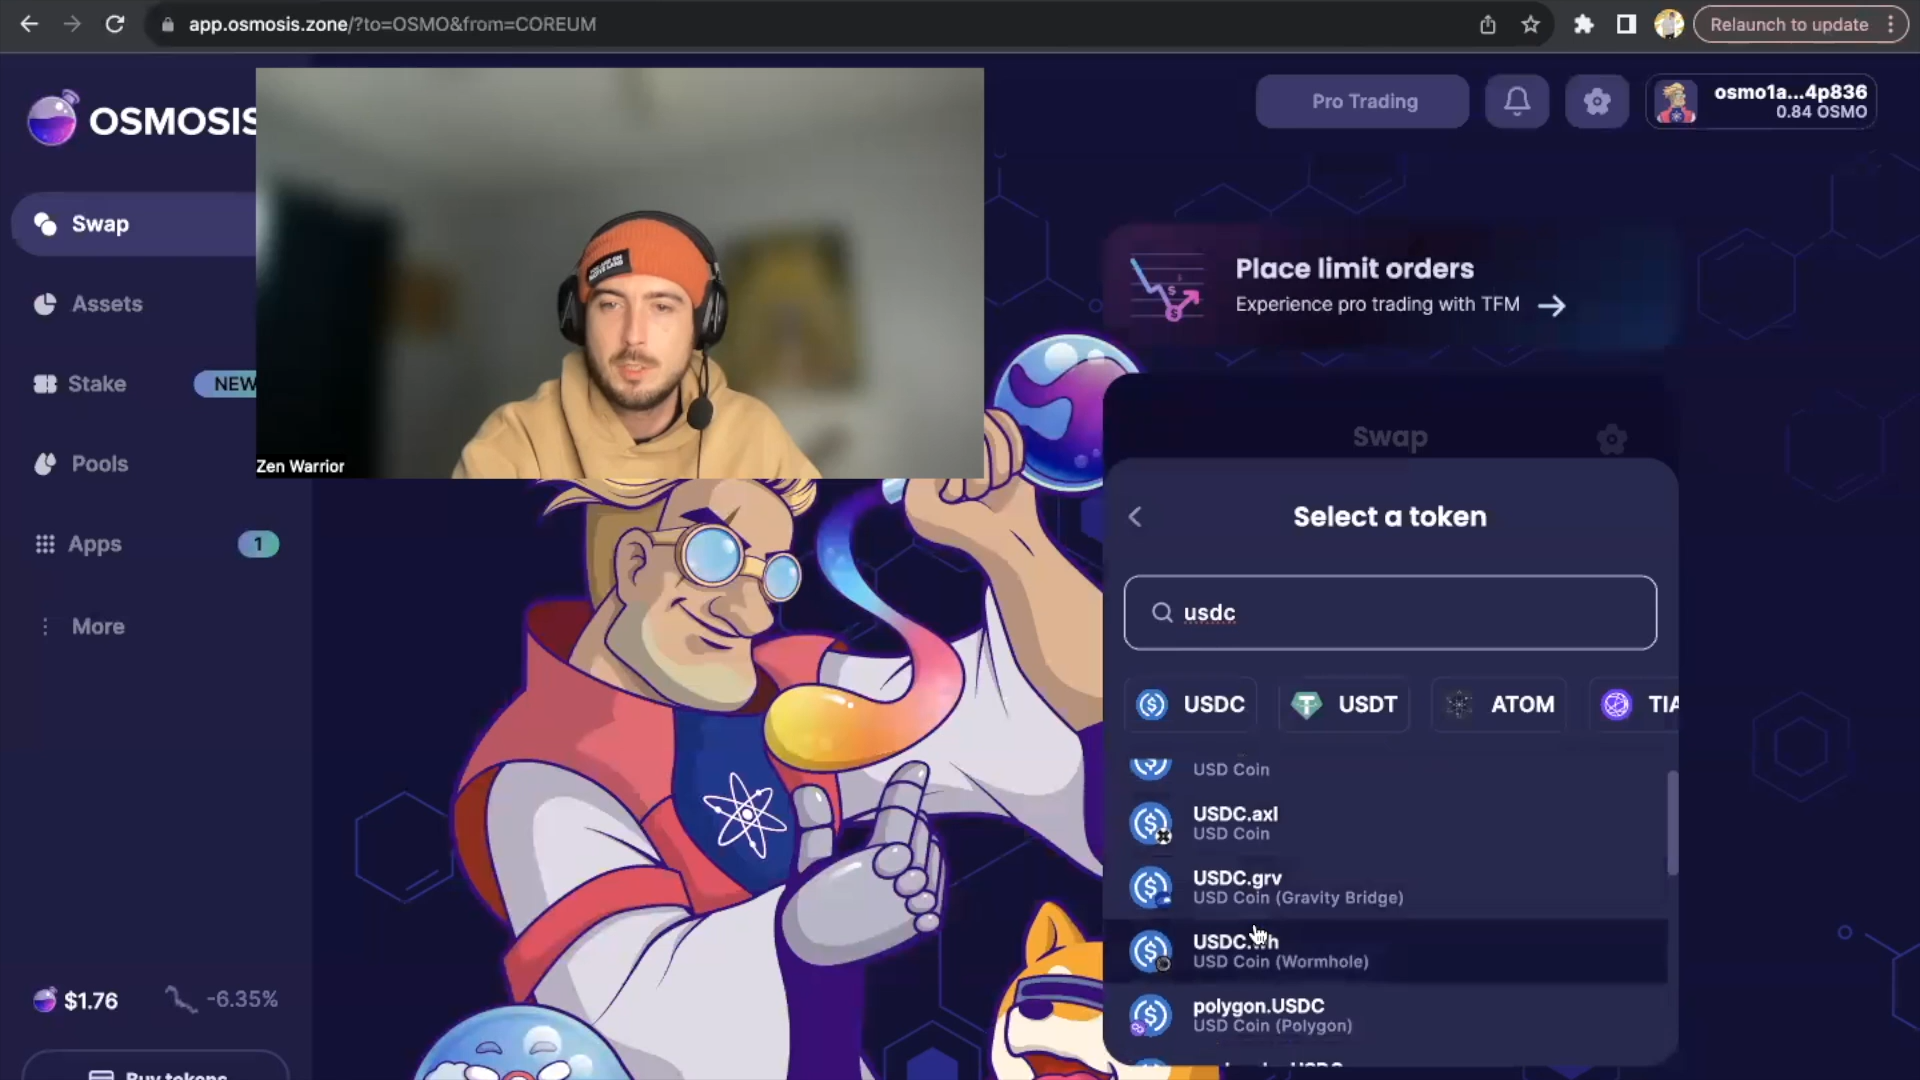 app.osmosis.zone/?to=OSMO&from=COREUM
Relaunch to update
OSMOSIS
Pro Trading
osmo1a...4p836
0.84 OSMO
Swap
Assets
Stake
NEW
Pools
Apps
1
More
Zen Warrior
Place limit orders
Experience pro trading with TFM
Swap
Select a token
usdc
USDC
USDT
ATOM
TIA
USD Coin
USDC.axl
USD Coin
USDC.grv
USD Coin (Gravity Bridge)
USD Coin (Wormhole)
polygon.USDC
USD Coin (Polygon)
$1.76
-6.35%
Buy tokens